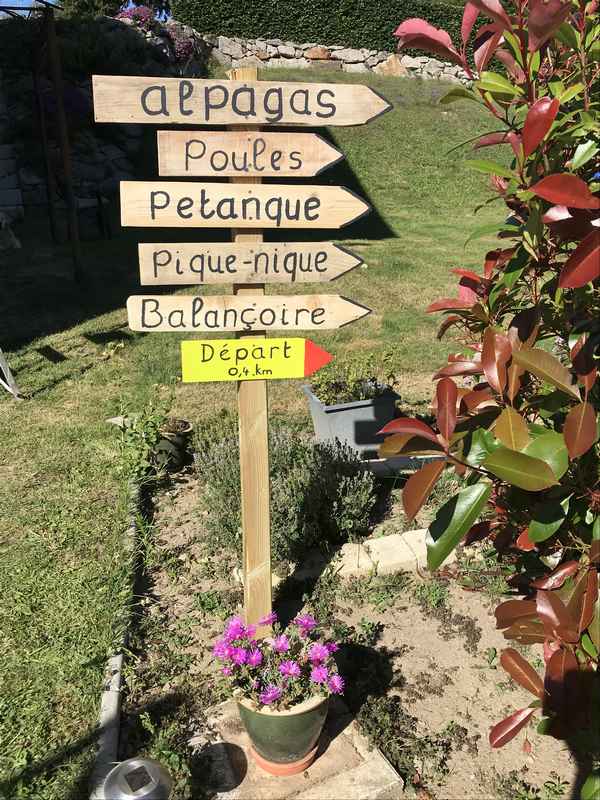 alpagas
Poules
Petanque
Pique-nique
Balançoire
Départ
0,4.km